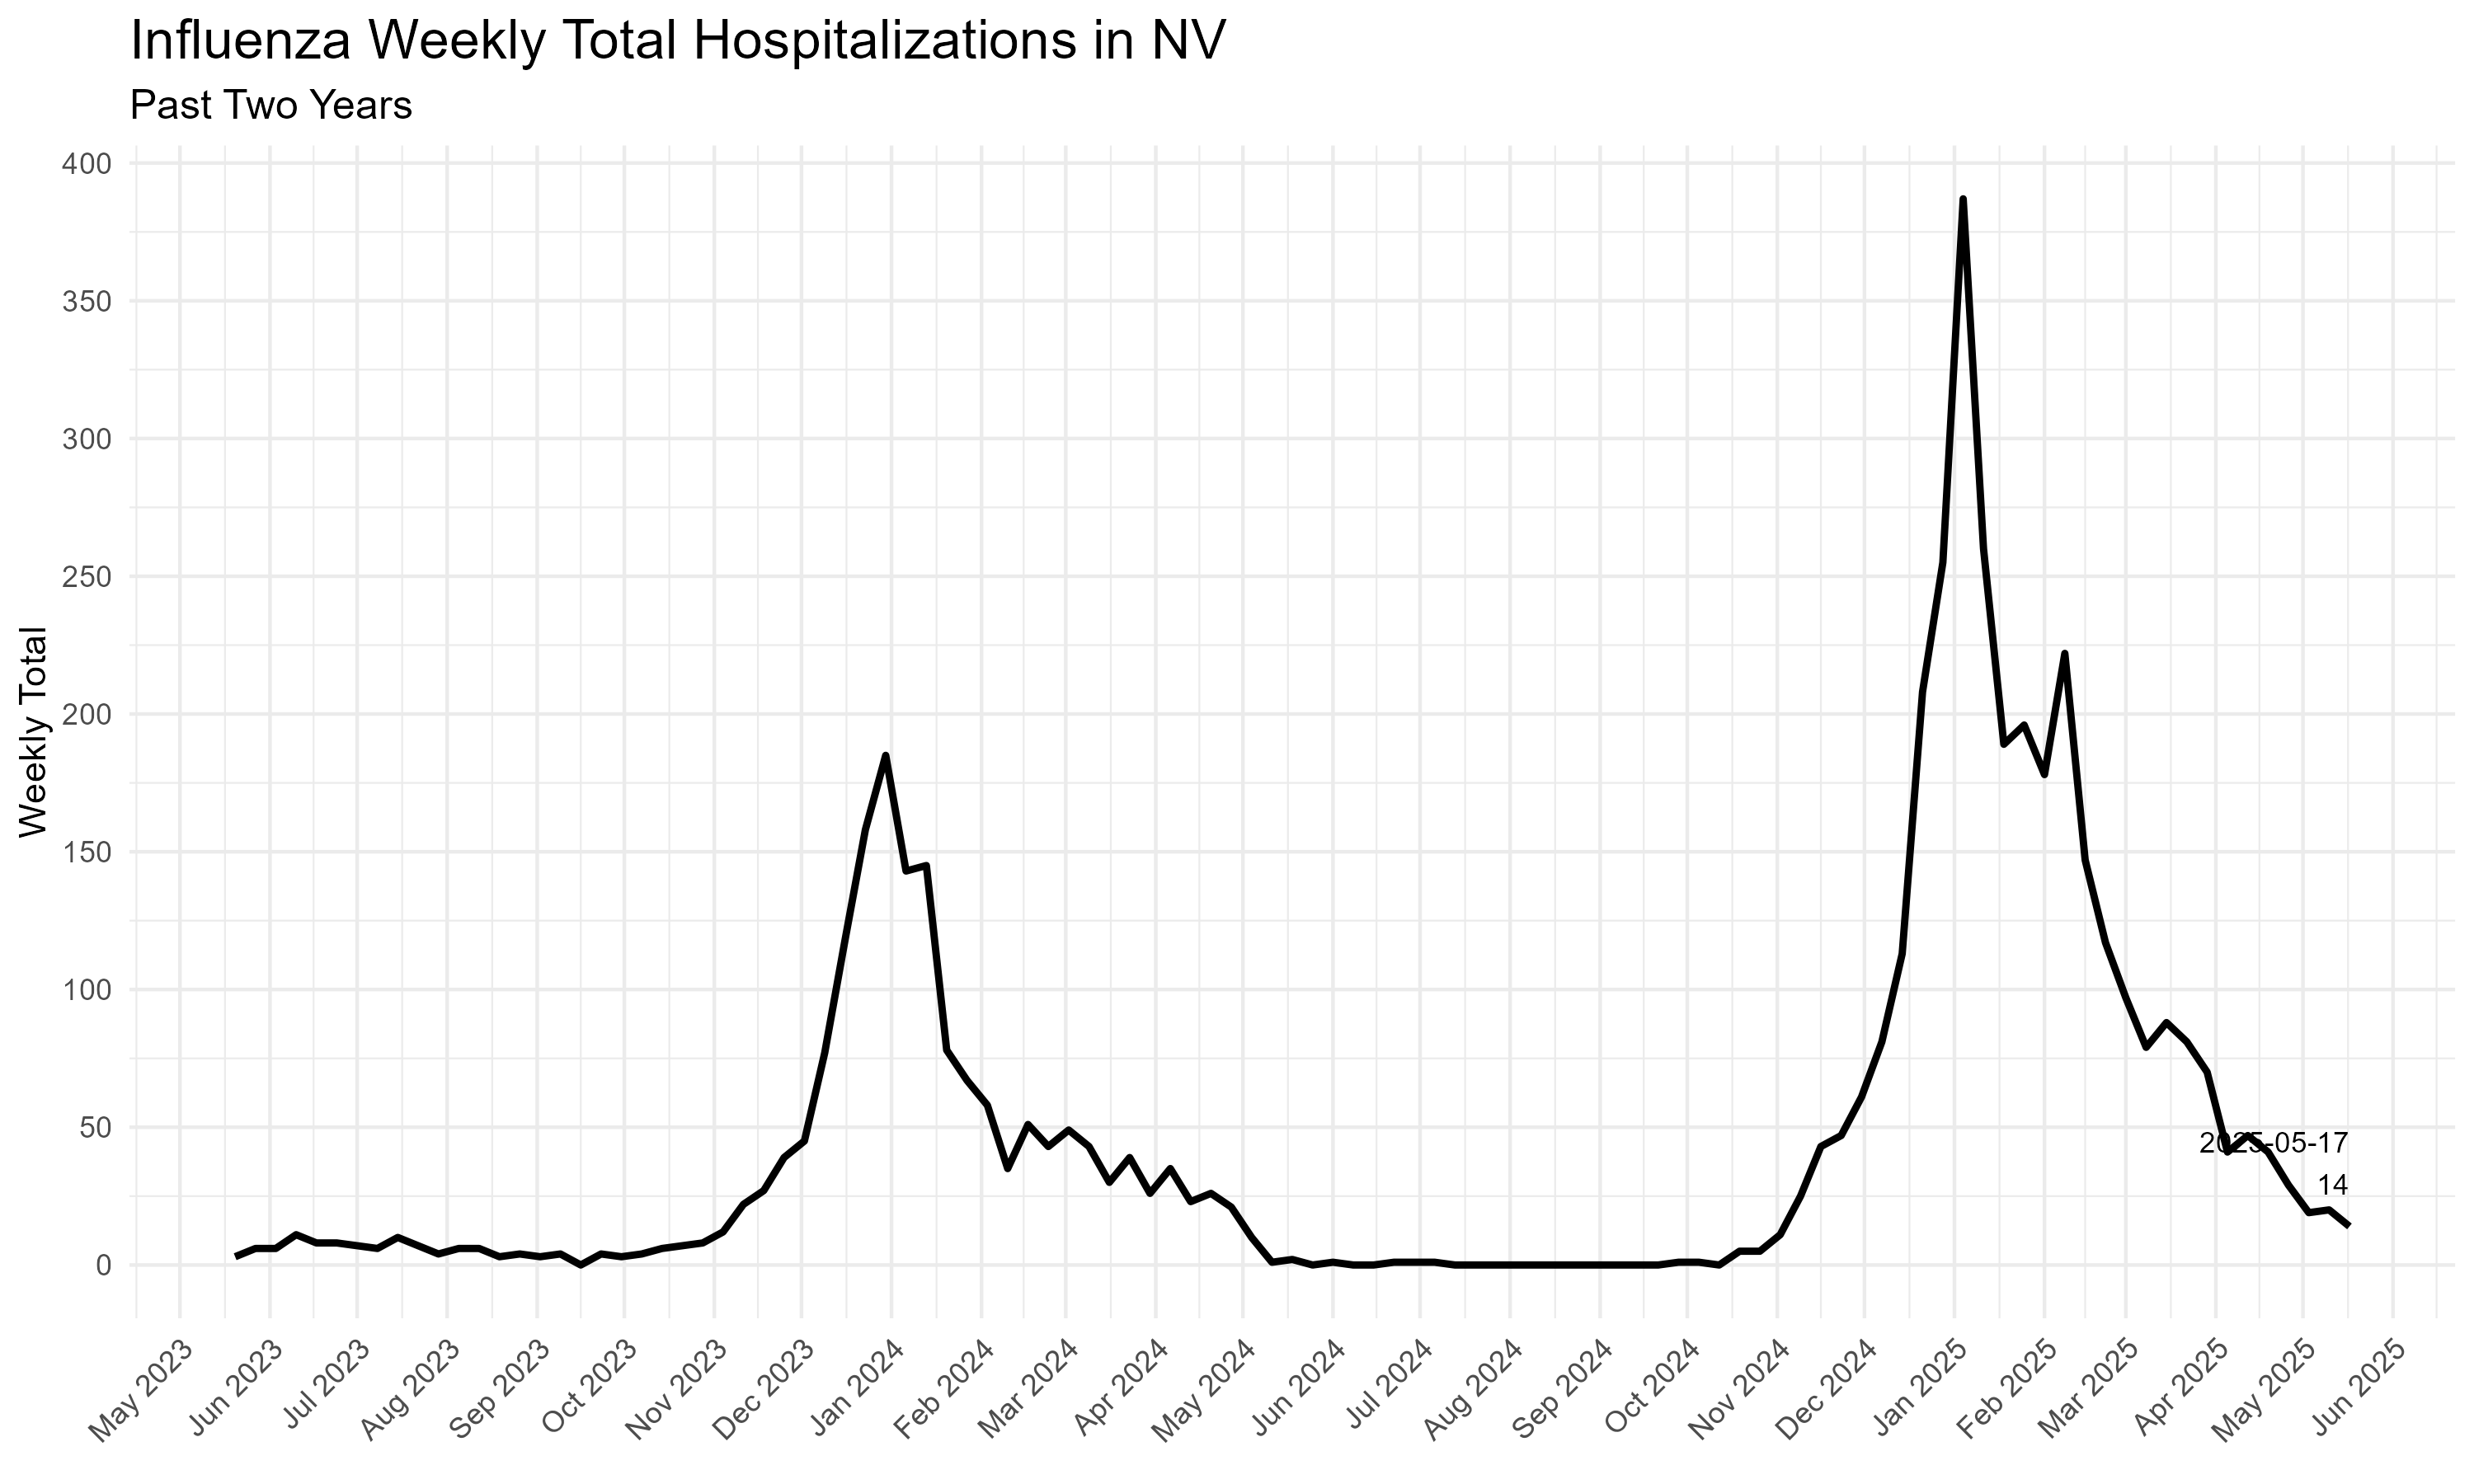 Influenza Weekly Total Hospitalizations in NV
Past Two Years
Weekly Total
400
350
300
250
200
150
100
50
0
2025-05-17
14
May 2023
Jun 2023
Jul 2023
Aug 2023
Sep 2023
Oct 2023
Nov 2023
Dec 2023
Jan 2024
Feb 2024
Mar 2024
Apr 2024
May 2024
Jun 2024
Jul 2024
Aug 2024
Sep 2024
Oct 2024
Nov 2024
Dec 2024
Jan 2025
Feb 2025
Mar 2025
Apr 2025
May 2025
Jun 2025